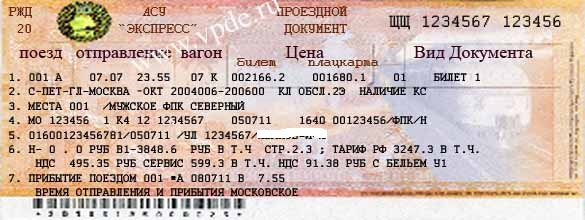 РЖД АСУ ПРОЕЗДНОЙ ЩЩ 1234567 123456
20 "ЭКСПРЕСС" ДОКУМЕНТ
www.vpde.ru
поезд отправление вагон Цена Вид Документа
билет плацкарта
1. 001 А 07.07 23.55 07 К 002166.2 001680.1 01 БИЛЕТ 1
2. С-ПЕТ-ГЛ-МОСКВА -ОКТ 2004006-200600 КЛ ОБСЛ.2Э НАЛИЧИЕ КС
3. МЕСТА 001 /МУЖСКОЕ ФПК СЕВЕРНЫЙ
4. МО 123456 1 К4 12 1234567 050711 1640 00123456/ФПК/Н
5. 01600123456781/050711 /УЛ 1234567/
6. Н- 0 . 0 РУБ В1-3848.6 РУБ В Т.Ч СТР.2.3 ; ТАРИФ РФ 3247.3 В Т.Ч.
НДС 495.35 РУБ СЕРВИС 599.3 В Т.Ч. НДС 91.38 РУБ С БЕЛЬЕМ Ч1
7. ПРИБЫТИЕ ПОЕЗДОМ 001 *А 080711 В 7.55
ВРЕМЯ ОТПРАВЛЕНИЯ И ПРИБЫТИЯ МОСКОВСКОЕ